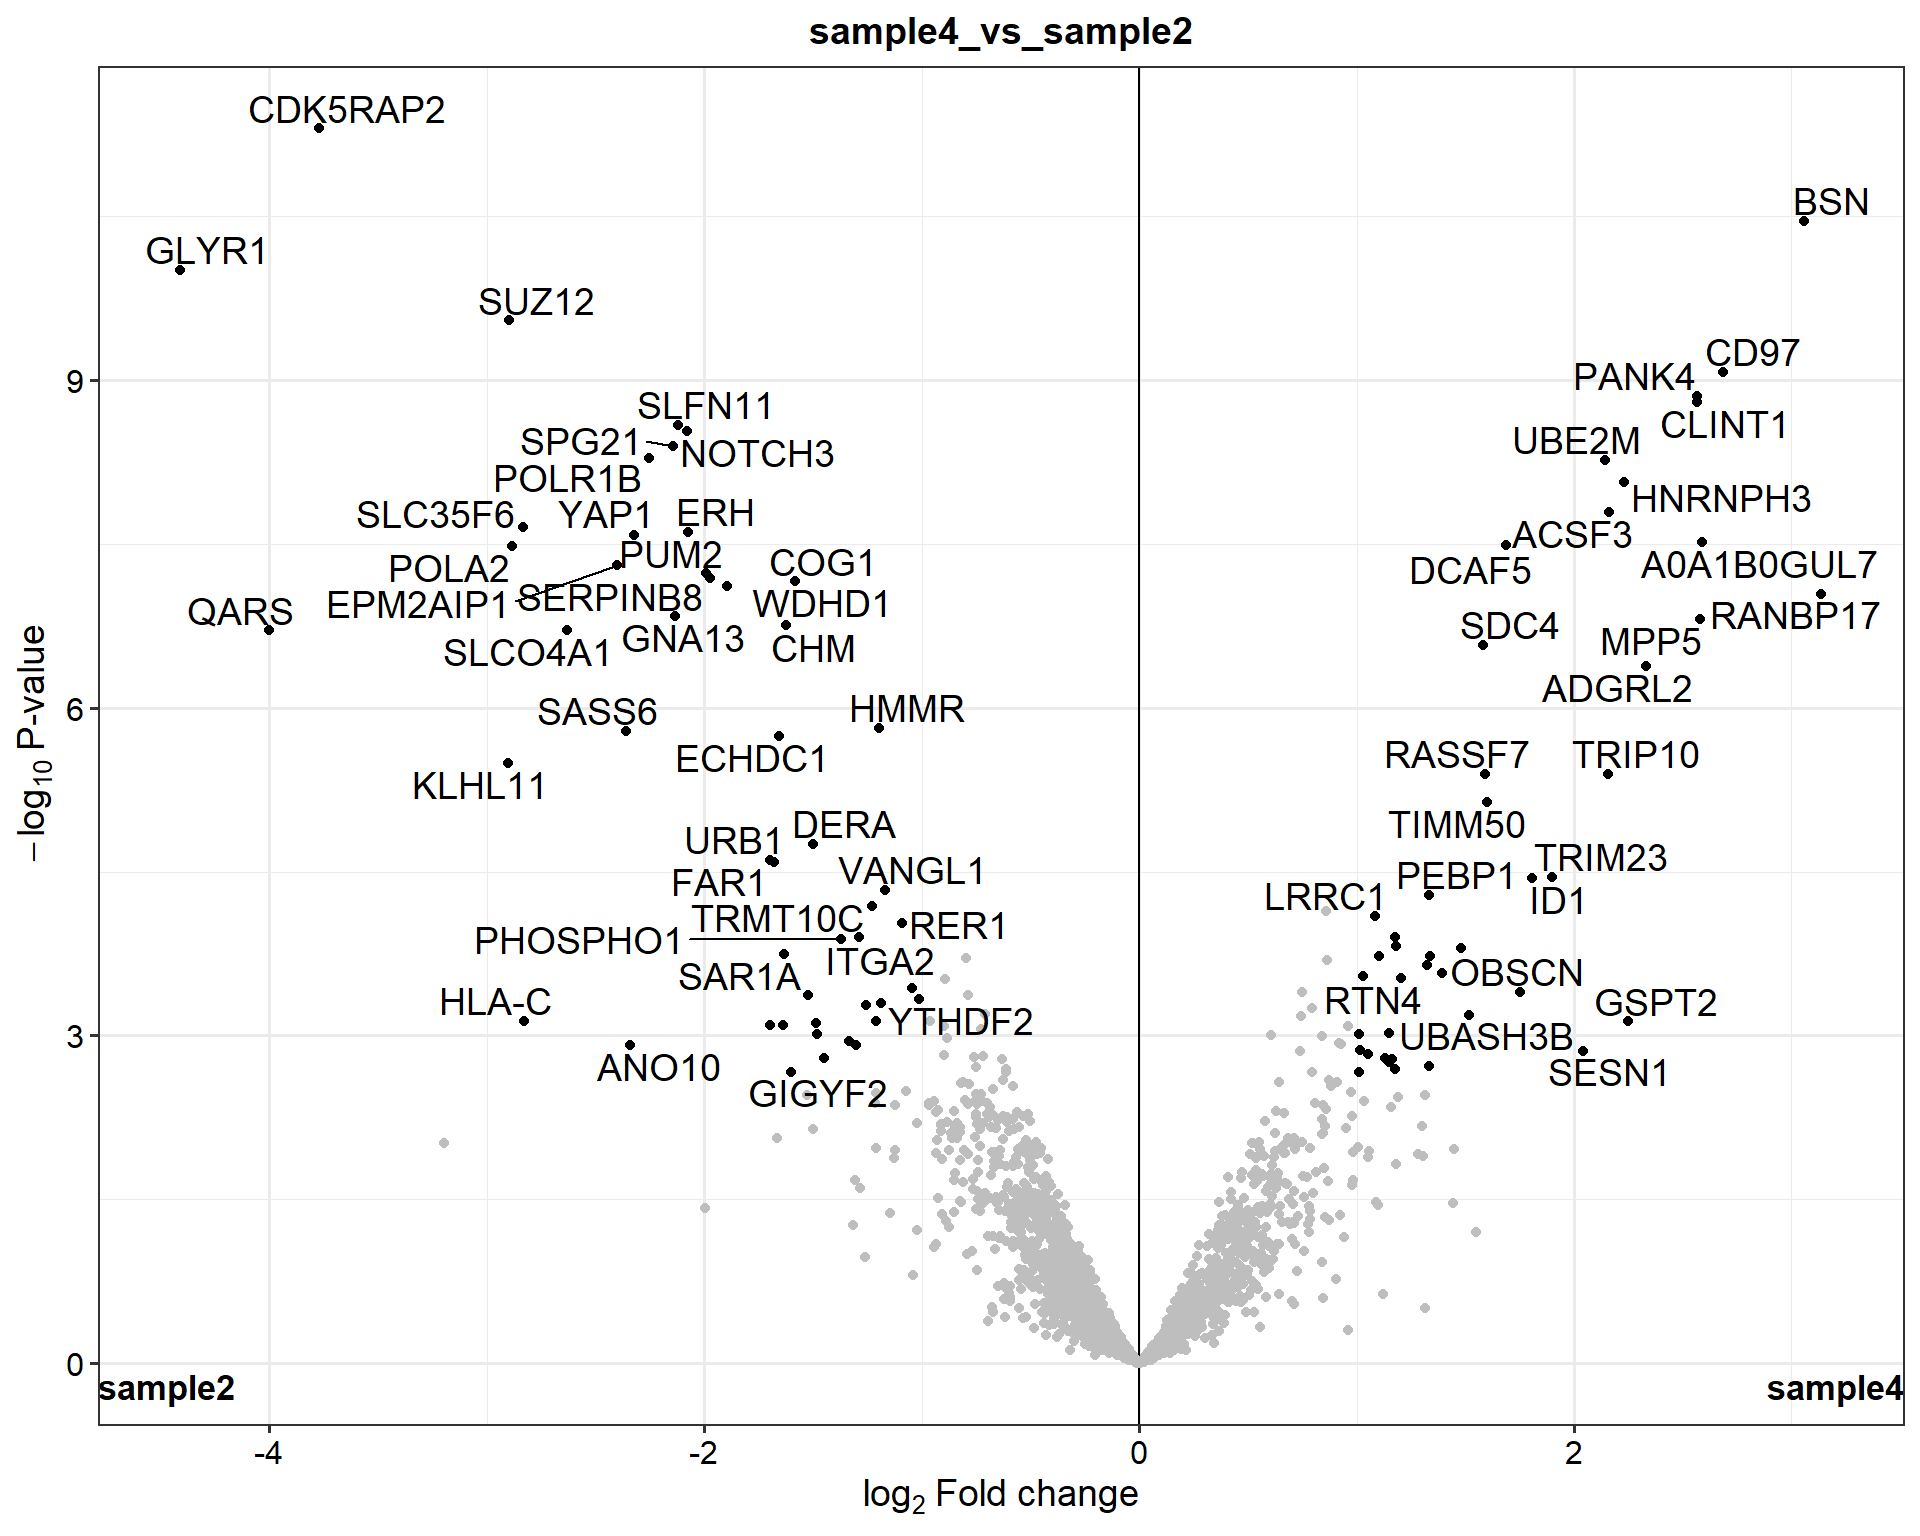 sample4_vs_sample2
CDK5RAP2
BSN
GLYR1
SUZ12
CD97
PANK4
SLFN11
CLINT1
SPG21
UBE2M
NOTCH3
POLR1B
HNRNPH3
SLC35F6
YAP1
ERH
ACSF3
PUM2
COG1
A0A1B0GUL7
POLA2
DCAF5
EPM2AIP1
SERPINB8
WDHD1
QARS
RANBP17
SDC4
GNA13
MPP5
SLCO4A1
CHM
ADGRL2
SASS6
HMMR
ECHDC1
RASSF7
TRIP10
KLHL11
DERA
TIMM50
URB1
TRIM23
VANGL1
PEBP1
FAR1
LRRC1
ID1
TRMT10C
RER1
PHOSPHO1
ITGA2
SAR1A
OBSCN
HLA-C
RTN4
GSPT2
YTHDF2
UBASH3B
ANO10
SESN1
GIGYF2
sample2
sample4
9
6
3
0
−log10 P-value
-4
-2
0
2
log2 Fold change